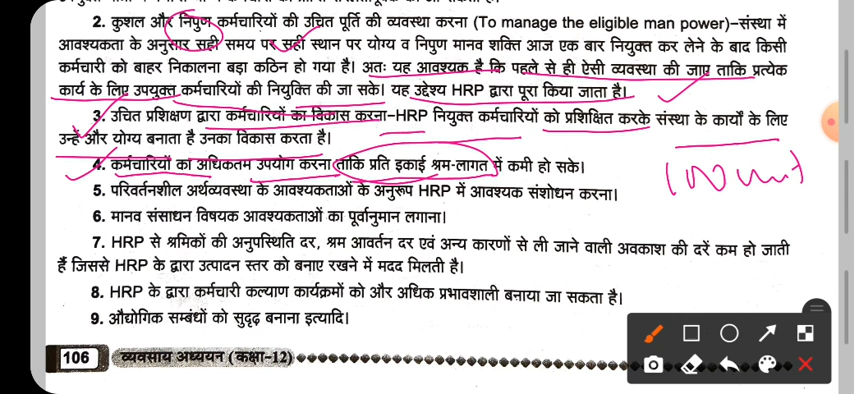 2. कुशल और निपुण कर्मचारियों की उचित पूर्ति की व्यवस्था करना (To manage the eligible man power)–संस्था में
आवश्यकता के अनुसार सही समय पर सही स्थान पर योग्य व निपुण मानव शक्ति आज एक बार नियुक्त कर लेने के बाद किसी
कर्मचारी को बाहर निकालना बड़ा कठिन हो गया है। अतः यह आवश्यक है कि पहले से ही ऐसी व्यवस्था की जाए ताकि प्रत्येक
कार्य के लिए उपयुक्त कर्मचारियों की नियुक्ति की जा सके। यह उद्देश्य HRP द्वारा पूरा किया जाता है।
3. उचित प्रशिक्षण द्वारा कर्मचारियों का विकास करना–HRP नियुक्त कर्मचारियों को प्रशिक्षित करके संस्था के कार्यों के लिए
उन्हें और योग्य बनाता है उनका विकास करता है।
4. कर्मचारियों का अधिकतम उपयोग करना ताकि प्रति इकाई श्रम-लागत में कमी हो सके।
5. परिवर्तनशील अर्थव्यवस्था के आवश्यकताओं के अनुरूप HRP में आवश्यक संशोधन करना।
6. मानव संसाधन विषयक आवश्यकताओं का पूर्वानुमान लगाना।
7. HRP से श्रमिकों की अनुपस्थिति दर, श्रम आवर्तन दर एवं अन्य कारणों से ली जाने वाली अवकाश की दरें कम हो जाती
हैं जिससे HRP के द्वारा उत्पादन स्तर को बनाए रखने में मदद मिलती है।
8. HRP के द्वारा कर्मचारी कल्याण कार्यक्रमों को और अधिक प्रभावशाली बनाया जा सकता है।
9. औद्योगिक सम्बंधों को सुदृढ़ बनाना इत्यादि।
106 व्यवसाय अध्ययन (कक्षा-12)